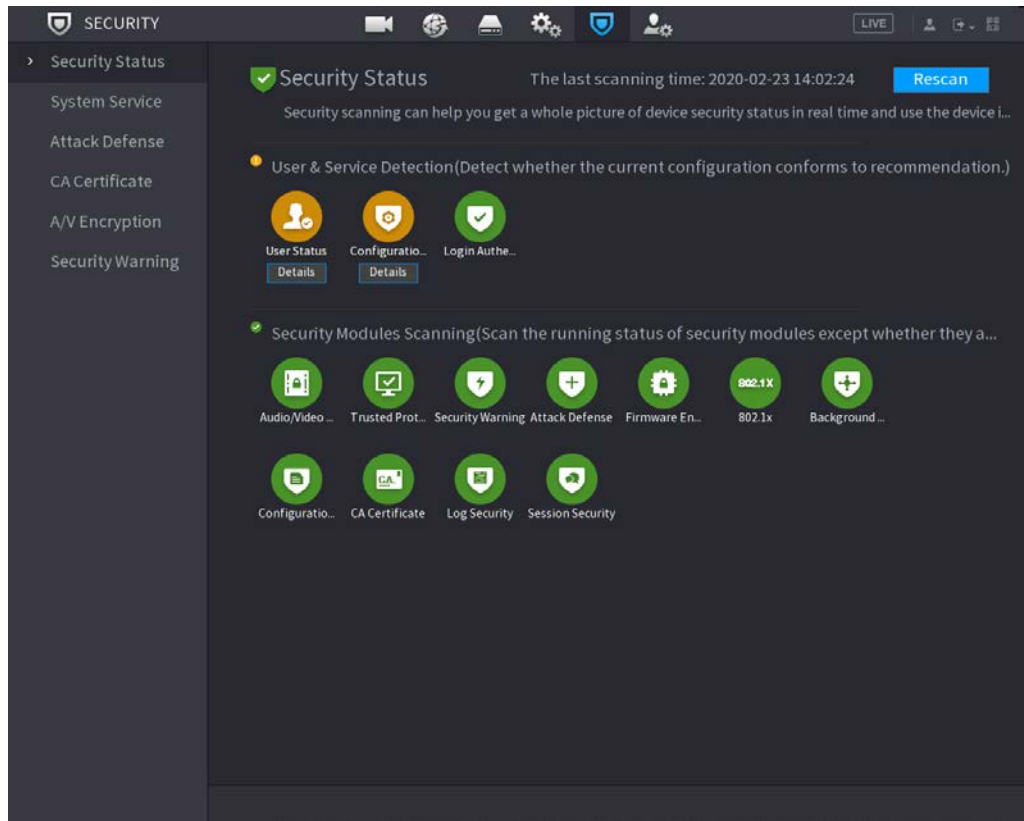 SECURITY
LIVE
Security Status
System Service
Attack Defense
CA Certificate
A/V Encryption
Security Warning
Security Status
The last scanning time: 2020-02-23 14:02:24
Rescan
Security scanning can help you get a whole picture of device security status in real time and use the device i...
User & Service Detection(Detect whether the current configuration conforms to recommendation.)
User Status Configuratio... Login Authe...
Details Details
Security Modules Scanning(Scan the running status of security modules except whether they a...
802.1X
Audio/Video ... Trusted Prot... Security Warning Attack Defense Firmware En... 802.1x Background ...
CA
Configuratio... CA Certificate Log Security Session Security